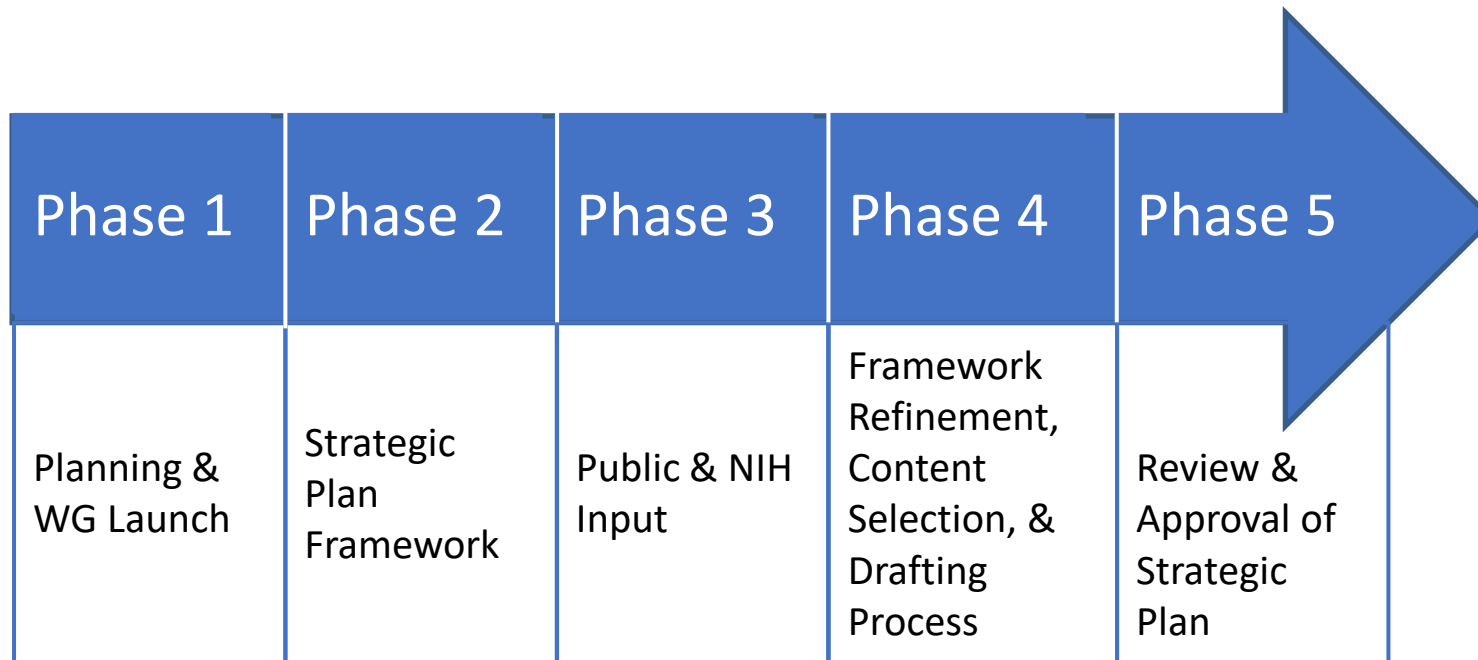 Phase 1
Phase 2
Phase 3
Phase 4
Phase 5
Planning &
WG Launch
Strategic
Plan
Framework
Public & NIH
Input
Framework
Refinement,
Content
Selection, &
Drafting
Process
Review &
Approval of
Strategic
Plan